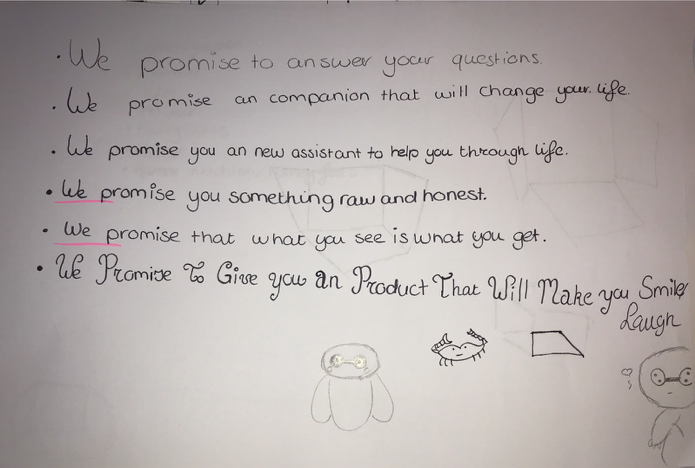 • We promise to answer your questions.
• We promise an companion that will change your life.
• We promise you an new assistant to help you through life.
• We promise you something raw and honest.
• We promise that what you see is what you get.
• We Promise To Give you an Product That Will Make you Smile,
Laugh